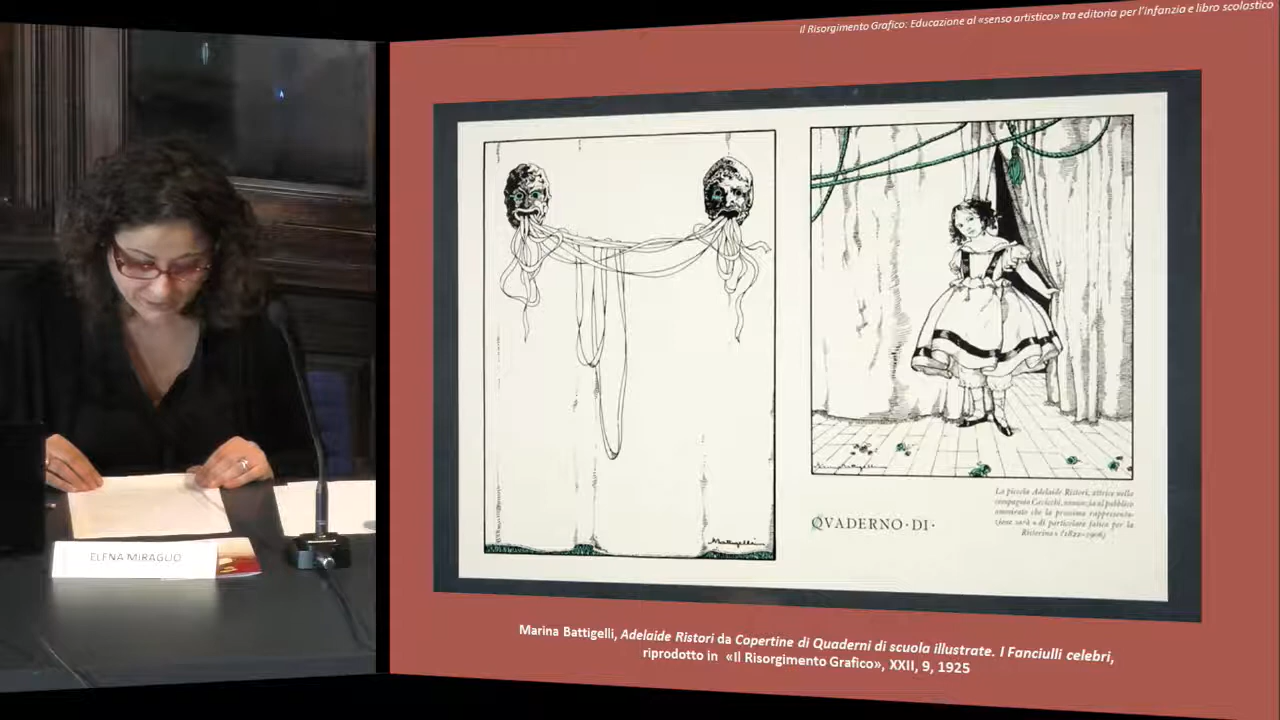 Il Risorgimento Grafico: Educazione al «senso artistico» tra editoria per l'infanzia e libro scolastico
ELENA MIRAGLIO
Battigelli
QVADERNO·DI·
La piccola Adelaide Ristori, attrice nella
compagnia Cavicchi, annunzia al pubblico
che la prossima rappresenta-
zione sarà « di particolare fatica per la
Ristorina » (1822-1906)
Marina Battigelli, Adelaide Ristori da Copertine di Quaderni di scuola illustrate. I Fanciulli celebri,
riprodotto in «Il Risorgimento Grafico», XXII, 9, 1925